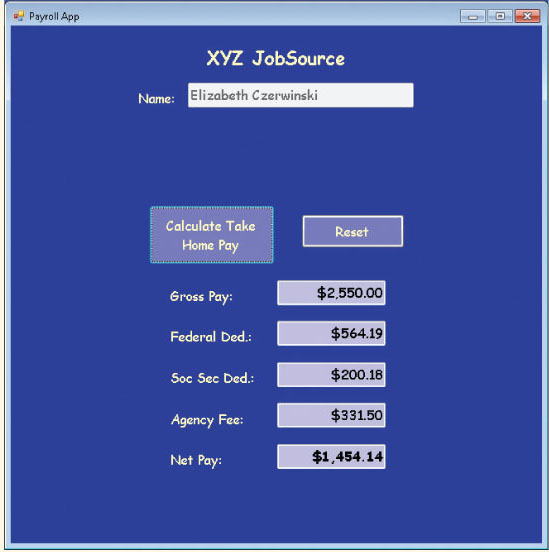 Payroll App
XYZ JobSource
Name: Elizabeth Czerwinski
Calculate Take
Home Pay
Reset
Gross Pay: $2,550.00
Federal Ded.: $564.19
Soc Sec Ded.: $200.18
Agency Fee: $331.50
Net Pay: $1,454.14